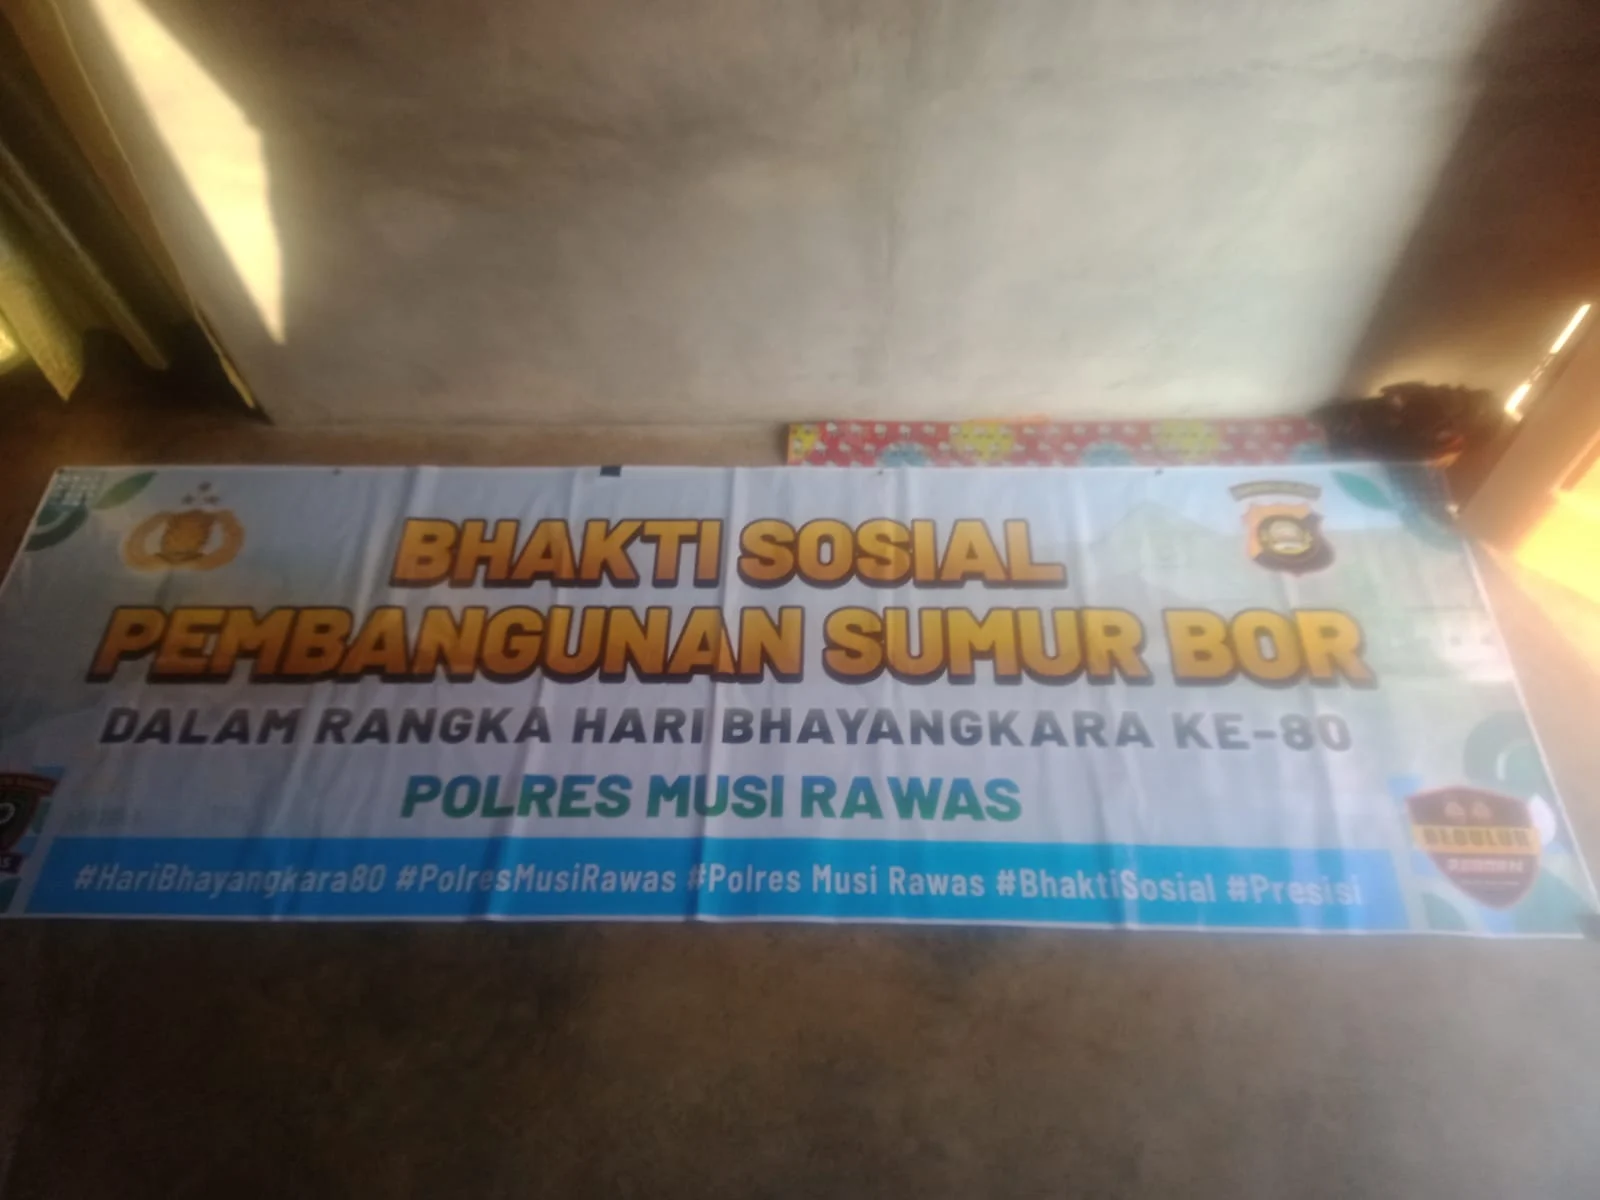 BHAKTI SOSIAL
PEMBANGUNAN SUMUR BOR
DALAM RANGKA HARI BHAYANGKARA KE-80
POLRES MUSI RAWAS
#HariBhayangkara80 #PolresMusiRawas #Polres Musi Rawas #BhaktiSosial #Presisi